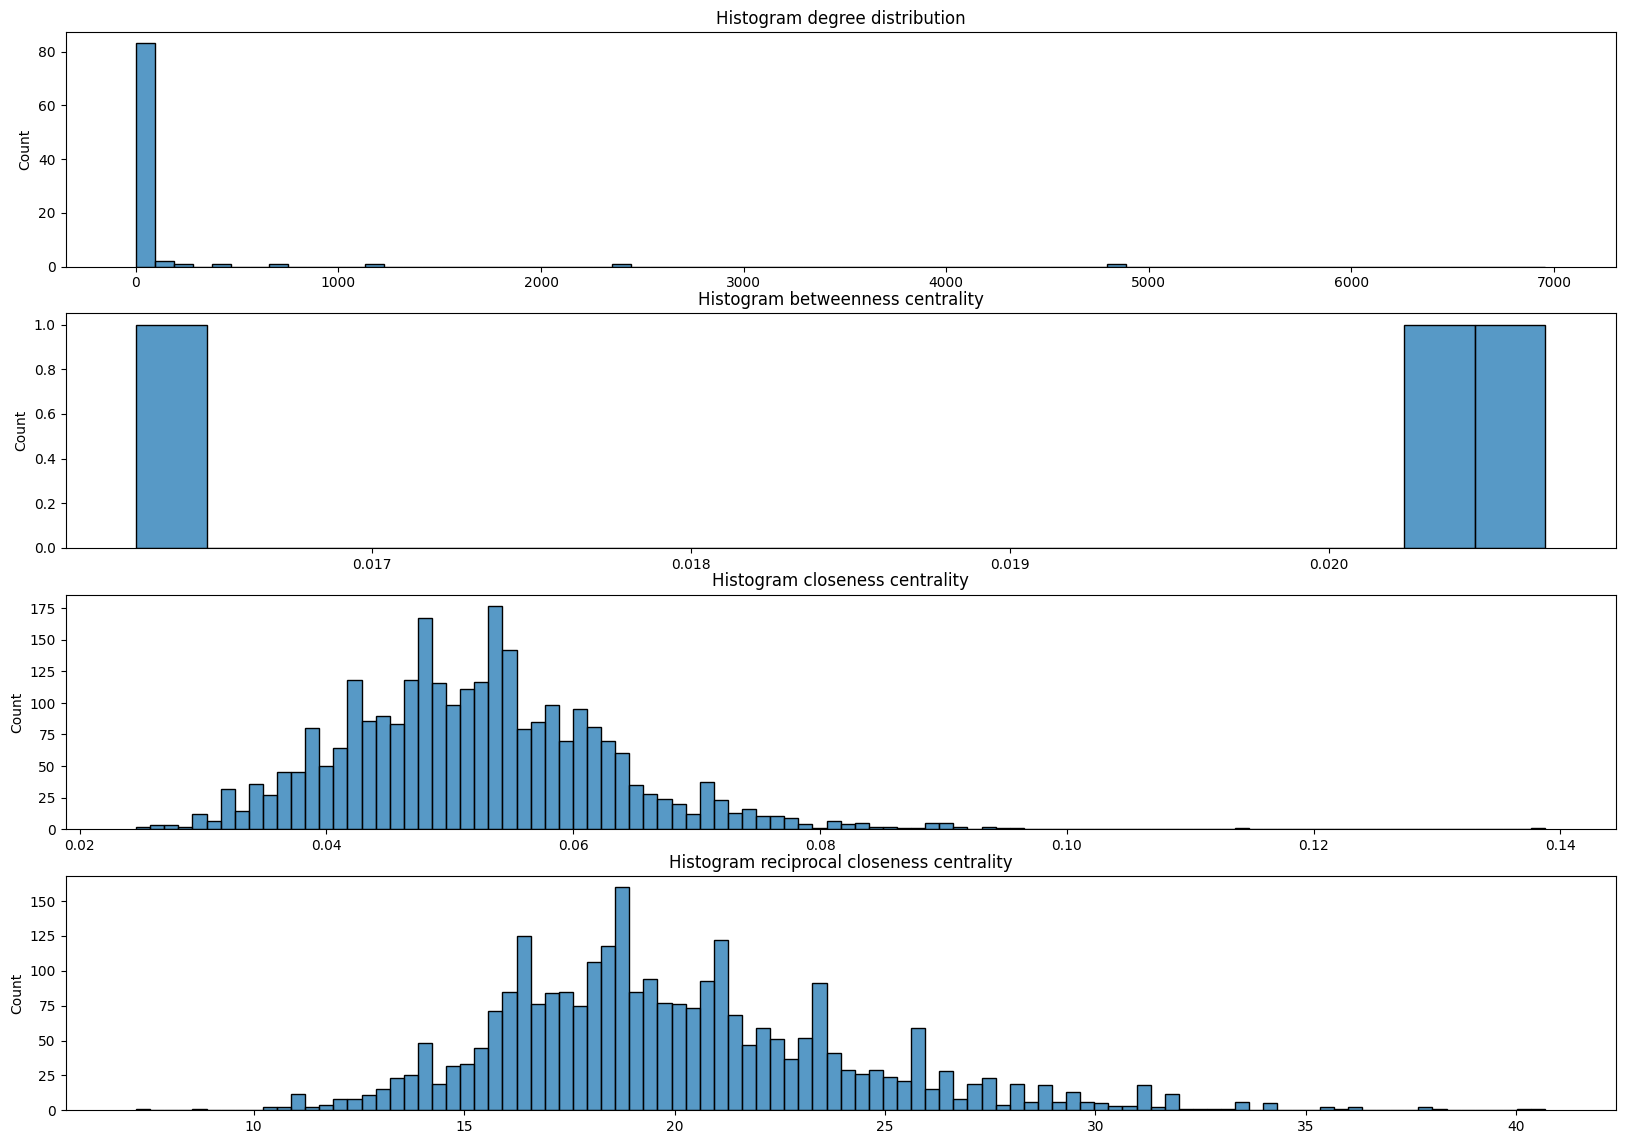 Histogram degree distribution
Count
80
60
40
20
0
0 1000 2000 3000 4000 5000 6000 7000
Histogram betweenness centrality
Count
1.0
0.8
0.6
0.4
0.2
0.0
0.017 0.018 0.019 0.020
Histogram closeness centrality
Count
175
150
125
100
75
50
25
0
0.02 0.04 0.06 0.08 0.10 0.12 0.14
Histogram reciprocal closeness centrality
Count
150
125
100
75
50
25
0
10 15 20 25 30 35 40